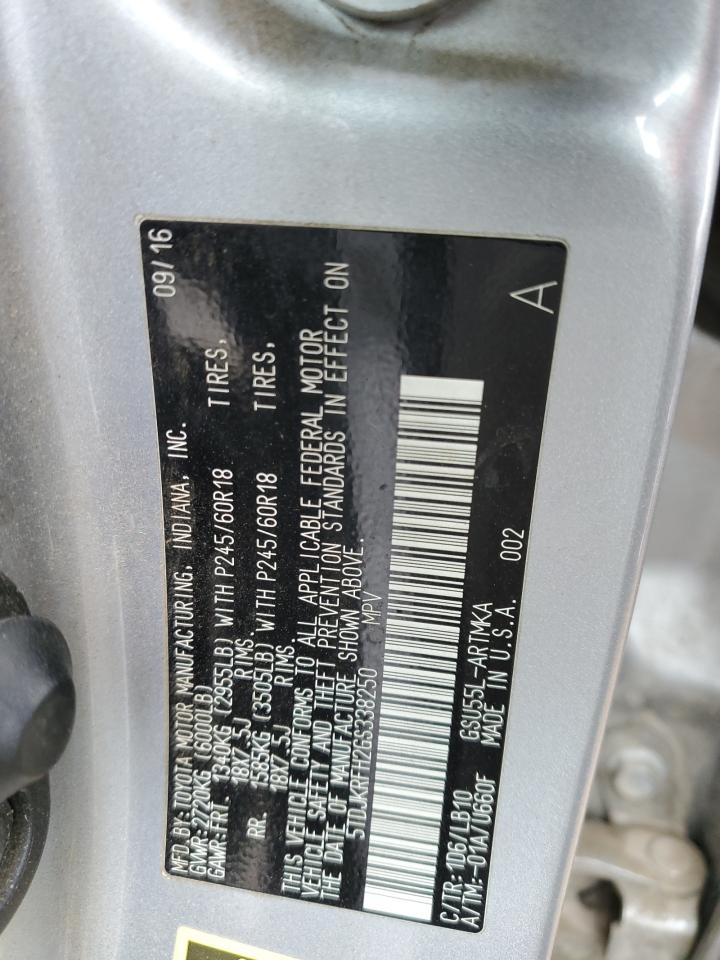 MFD BY:TOYOTA MOTOR MANUFACTURING, INDIANA, INC. 09/16
GVWR:2720KG (6000LB)
GAWR-FRT. 1340KG (2955LB) WITH P245/60R18 TIRES,
18X7.5J RIMS.
RR. 1585KG (3505LB) WITH P245/60R18 TIRES,
18X7.5J RIMS.
THIS VEHICLE CONFORMS TO ALL APPLICABLE FEDERAL MOTOR
VEHICLE SAFETY AND THEFT PREVENTION STANDARDS IN EFFECT ON
THE DATE OF MANUFACTURE SHOWN ABOVE.
5TDJKRFH2GS338250 MPV
C/TR:1D6/LB10 GSU55L-ARTMKA A
A/TM:-01A/U660F MADE IN U.S.A. 002